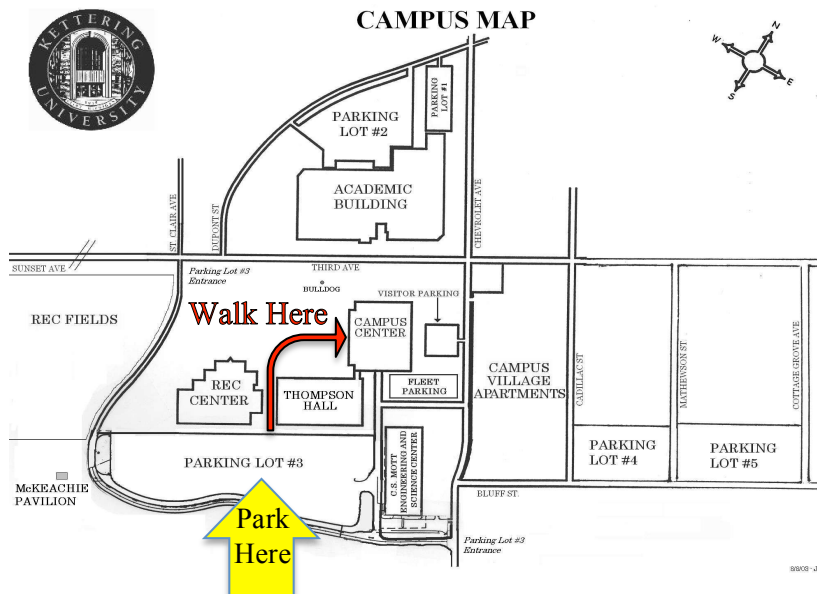 CAMPUS MAP
KETTERING
UNIVERSITY
N
W
E
S
PARKING
LOT #1
PARKING
LOT #2
ACADEMIC
BUILDING
ST CLAIR AVE
DUPONT ST
CHEVROLET AVE
SUNSET AVE
Parking Lot #3
Entrance
THIRD AVE
BULLDOG
VISITOR PARKING
REC FIELDS
Walk Here
CAMPUS
CENTER
CADILLAC ST
MATHEWSON ST
COTTAGE GROVE AVE
REC
CENTER
THOMPSON
HALL
FLEET
PARKING
CAMPUS
VILLAGE
APARTMENTS
PARKING LOT #3
C.S. MOTT
ENGINEERING AND
SCIENCE CENTER
PARKING
LOT #4
PARKING
LOT #5
McKEACHIE
PAVILION
BLUFF ST.
Park
Here
Parking Lot #3
Entrance
8/8/03 - J